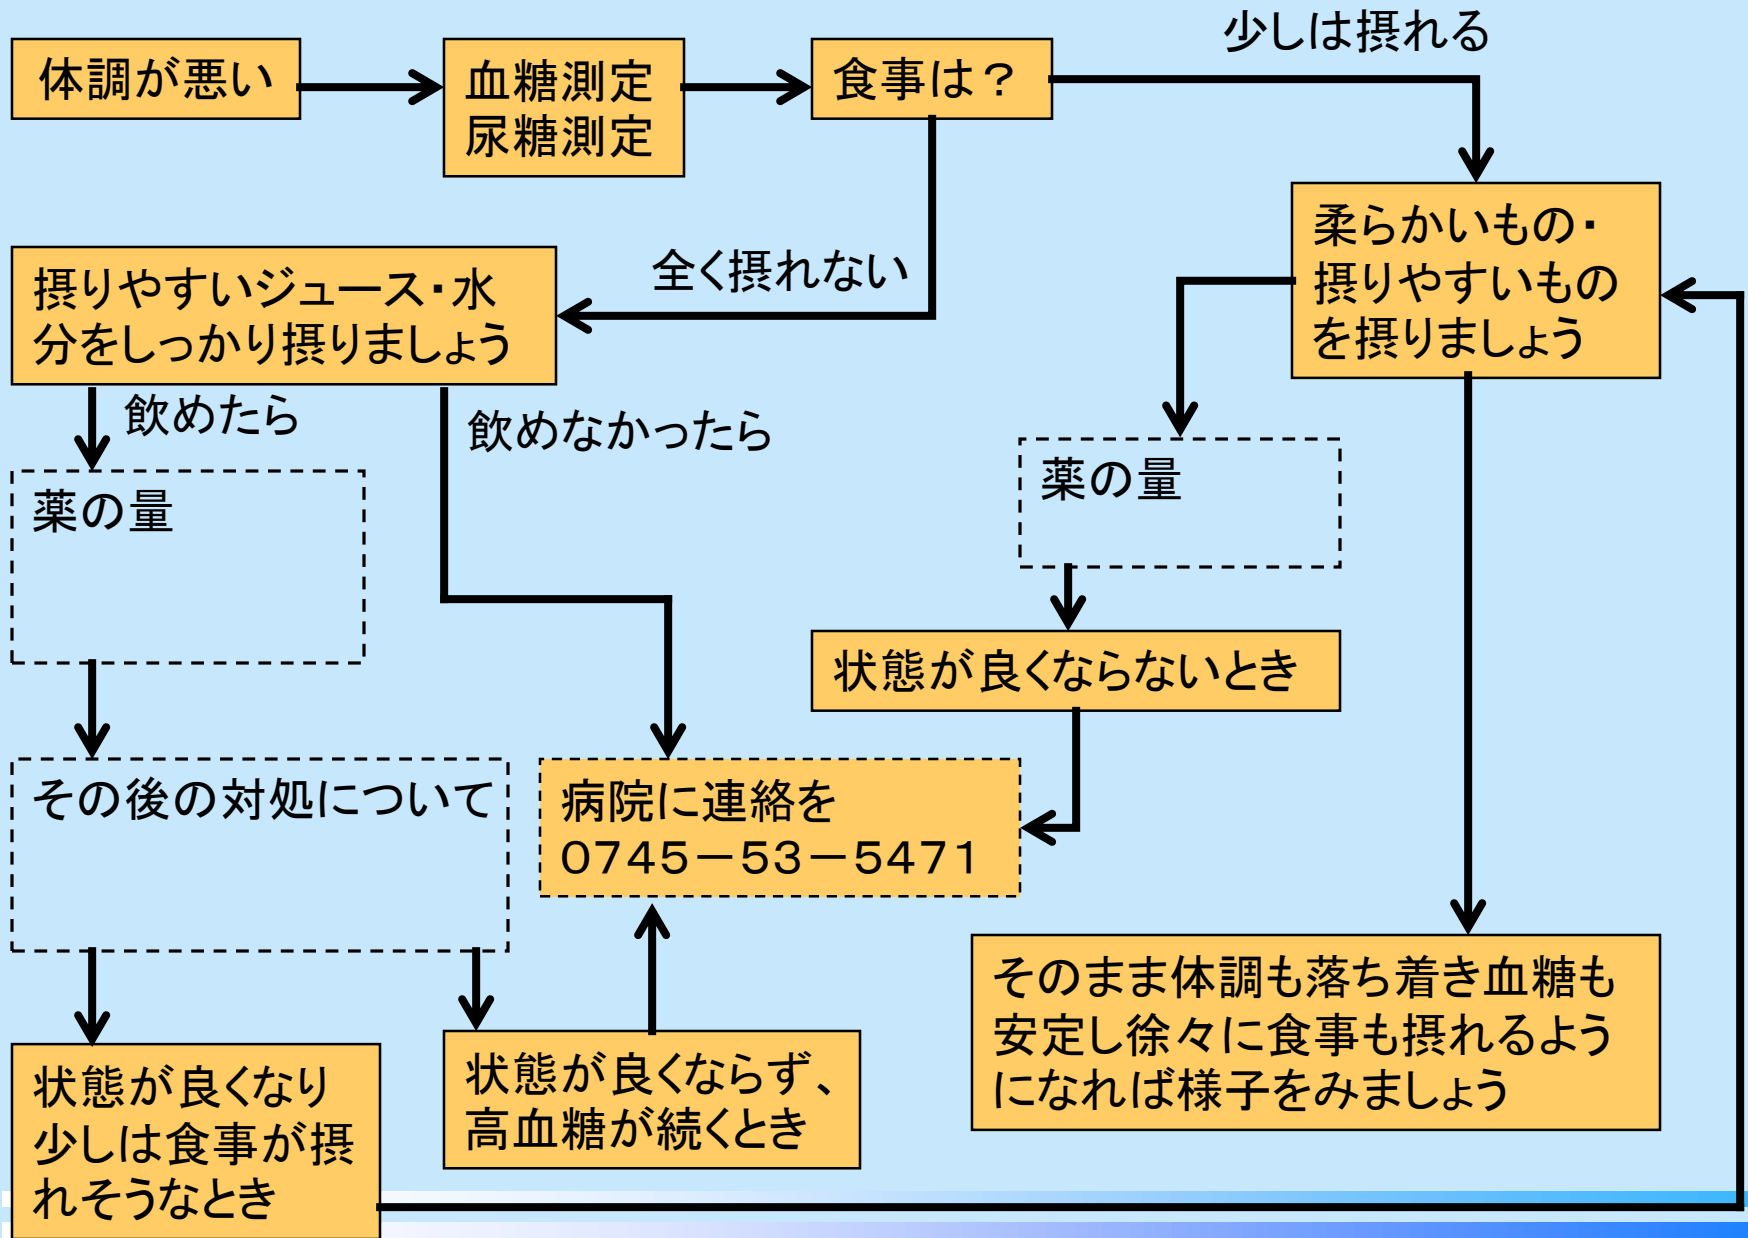 体調が悪い
血糖測定
尿糖測定
食事は？
少しは摂れる
柔らかいもの・
摂りやすいもの
を摂りましょう
全く摂れない
摂りやすいジュース・水
分をしっかり摂りましょう
飲めたら
飲めなかったら
薬の量
薬の量
状態が良くならないとき
その後の対処について
病院に連絡を
０７４５－５３－５４７１
そのまま体調も落ち着き血糖も
安定し徐々に食事も摂れるよう
になれば様子をみましょう
状態が良くなり
少しは食事が摂
れそうなとき
状態が良くならず、
高血糖が続くとき